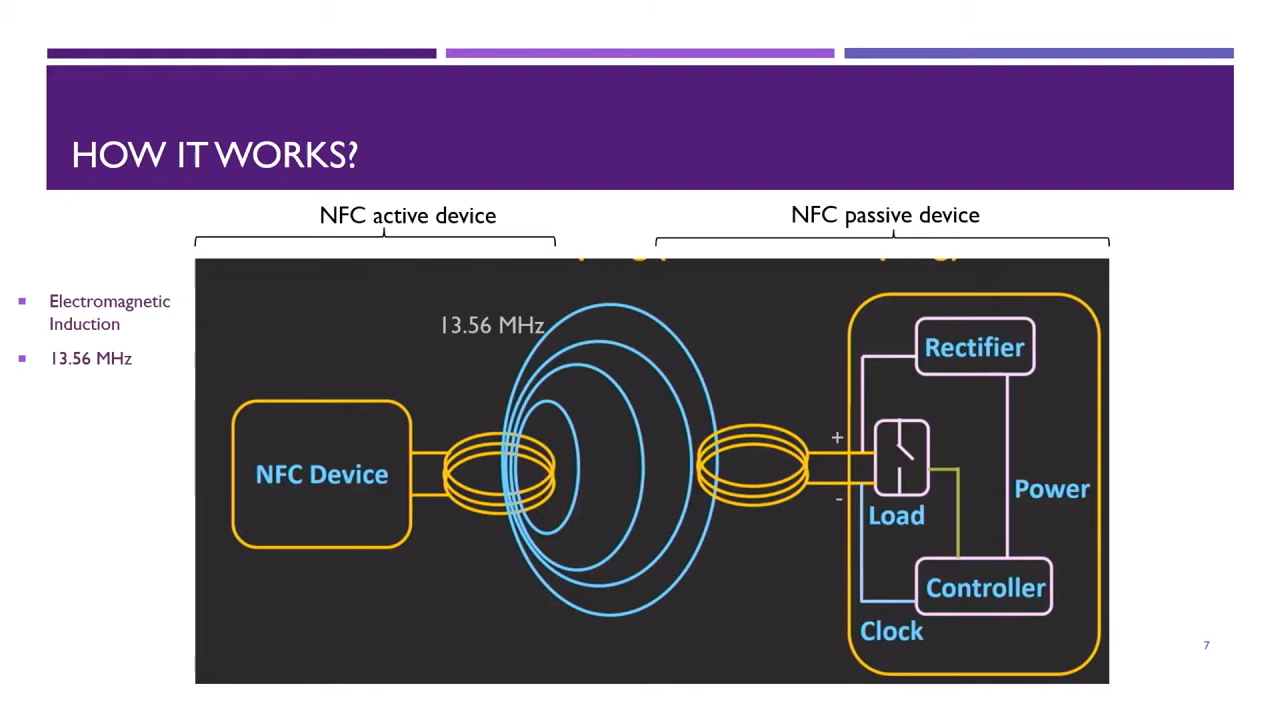 HOW IT WORKS?
NFC active device
NFC passive device
Electromagnetic
Induction
13.56 MHz
13.56 MHz
NFC Device
+
-
Rectifier
Load
Power
Controller
Clock
7